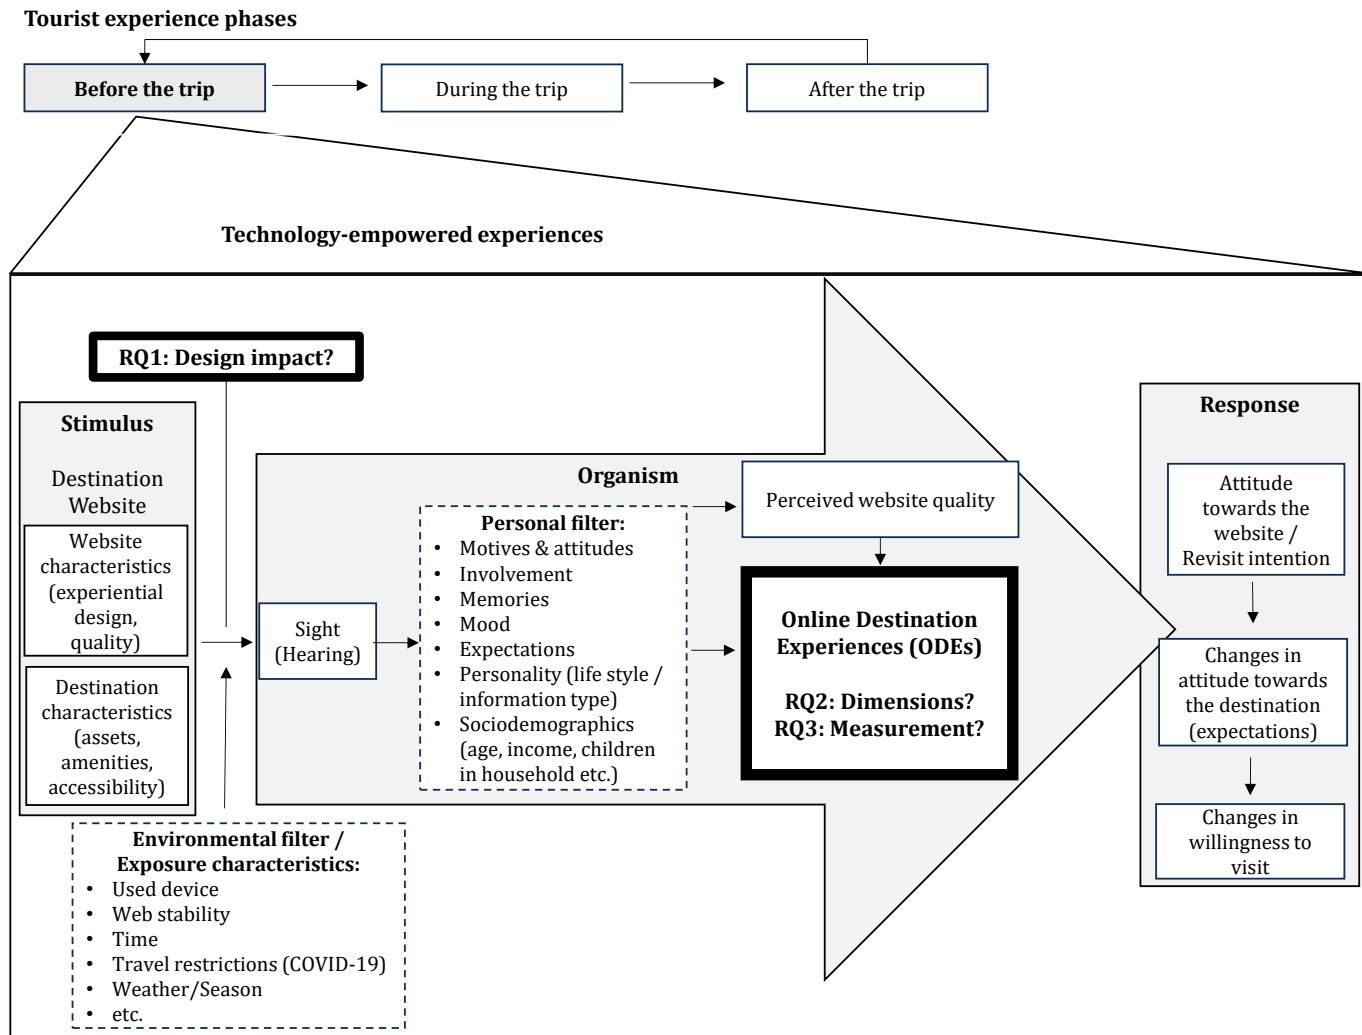 Tourist experience phases
Before the trip
During the trip
After the trip
Technology-empowered experiences
RQ1: Design impact?
Stimulus
Destination
Website
Website
characteristics
(experiential
design,
quality)
Destination
characteristics
(assets,
amenities,
accessibility)
Environmental filter /
Exposure characteristics:
• Used device
• Web stability
• Time
• Travel restrictions (COVID-19)
• Weather/Season
• etc.
Organism
Sight
(Hearing)
Personal filter:
• Motives & attitudes
• Involvement
• Memories
• Mood
• Expectations
• Personality (life style /
information type)
• Sociodemographics
(age, income, children
in household etc.)
Perceived website quality
Online Destination
Experiences (ODEs)
RQ2: Dimensions?
RQ3: Measurement?
Response
Attitude
towards the
website /
Revisit intention
Changes in
attitude towards
the destination
(expectations)
Changes in
willingness to
visit